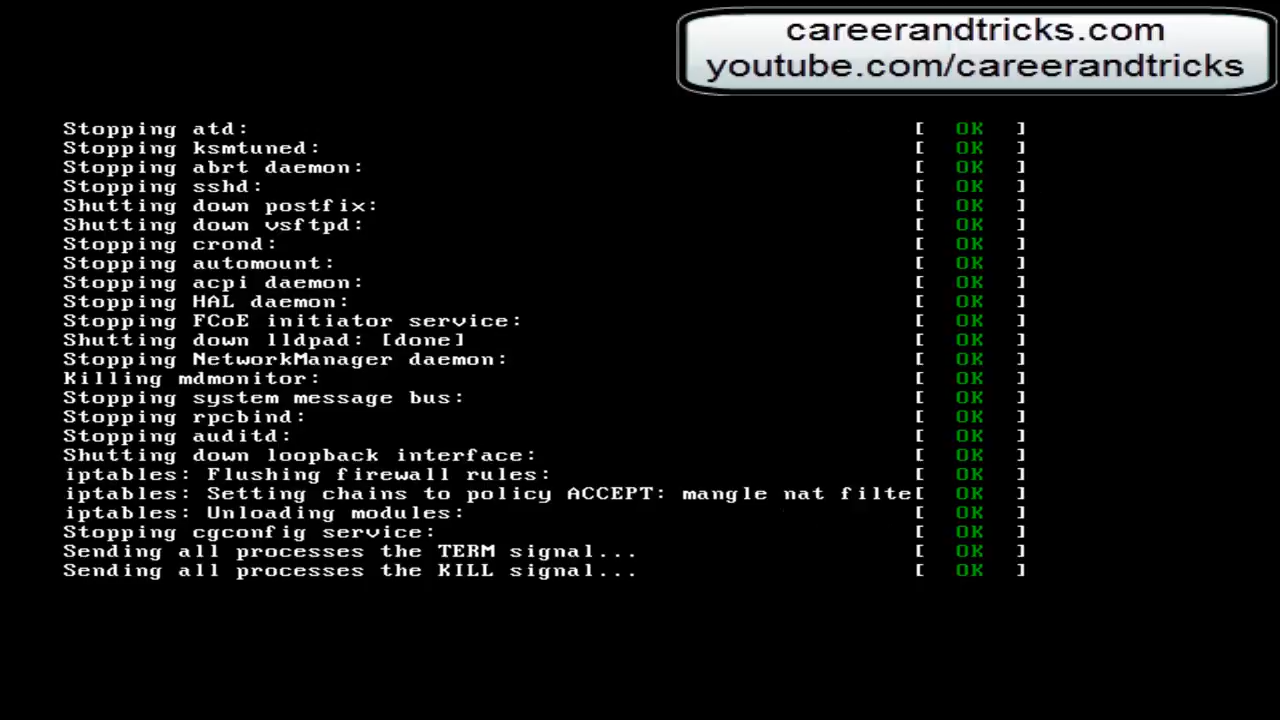 careerandtricks.com
youtube.com/careerandtricks
Stopping atd: [ OK ]
Stopping ksmtuned: [ OK ]
Stopping abrt daemon: [ OK ]
Stopping sshd: [ OK ]
Shutting down postfix: [ OK ]
Shutting down vsftpd: [ OK ]
Stopping crond: [ OK ]
Stopping automount: [ OK ]
Stopping acpi daemon: [ OK ]
Stopping HAL daemon: [ OK ]
Stopping FCoE initiator service: [ OK ]
Shutting down lldpad: [done] [ OK ]
Stopping NetworkManager daemon: [ OK ]
Killing mdmonitor: [ OK ]
Stopping system message bus: [ OK ]
Stopping rpcbind: [ OK ]
Stopping auditd: [ OK ]
Shutting down loopback interface: [ OK ]
iptables: Flushing firewall rules: [ OK ]
iptables: Setting chains to policy ACCEPT: mangle nat filte[ OK ]
iptables: Unloading modules: [ OK ]
Stopping cgconfig service: [ OK ]
Sending all processes the TERM signal... [ OK ]
Sending all processes the KILL signal... [ OK ]